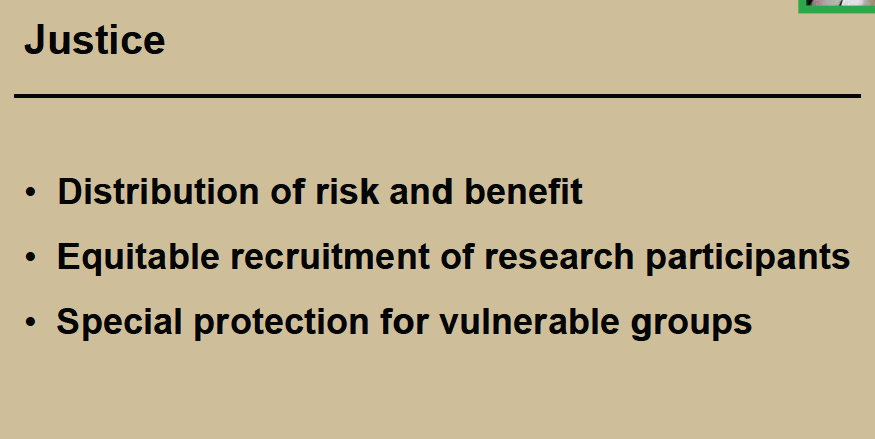 Justice
• Distribution of risk and benefit
• Equitable recruitment of research participants
• Special protection for vulnerable groups